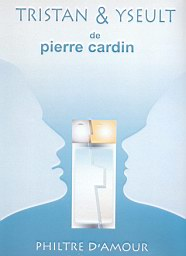 TRISTAN & YSEULT
de
pierre cardin
PHILTRE D'AMOUR